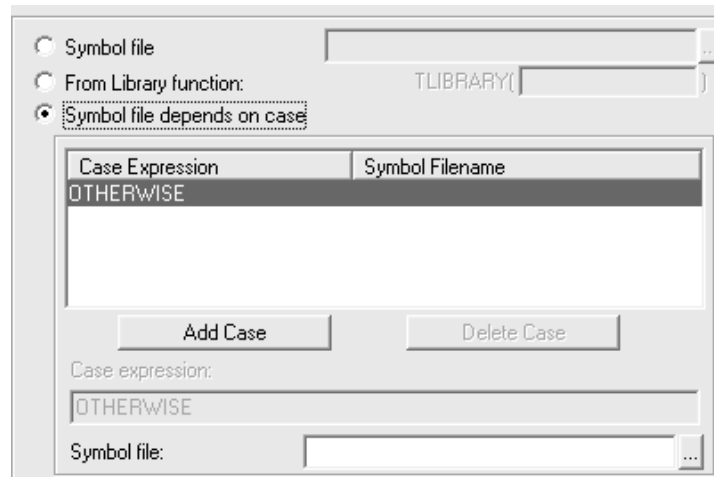 Symbol file
...
From Library function: TLIBRARY( )
Symbol file depends on case
Case Expression Symbol Filename
OTHERWISE
Add Case Delete Case
Case expression:
OTHERWISE
Symbol file: ...